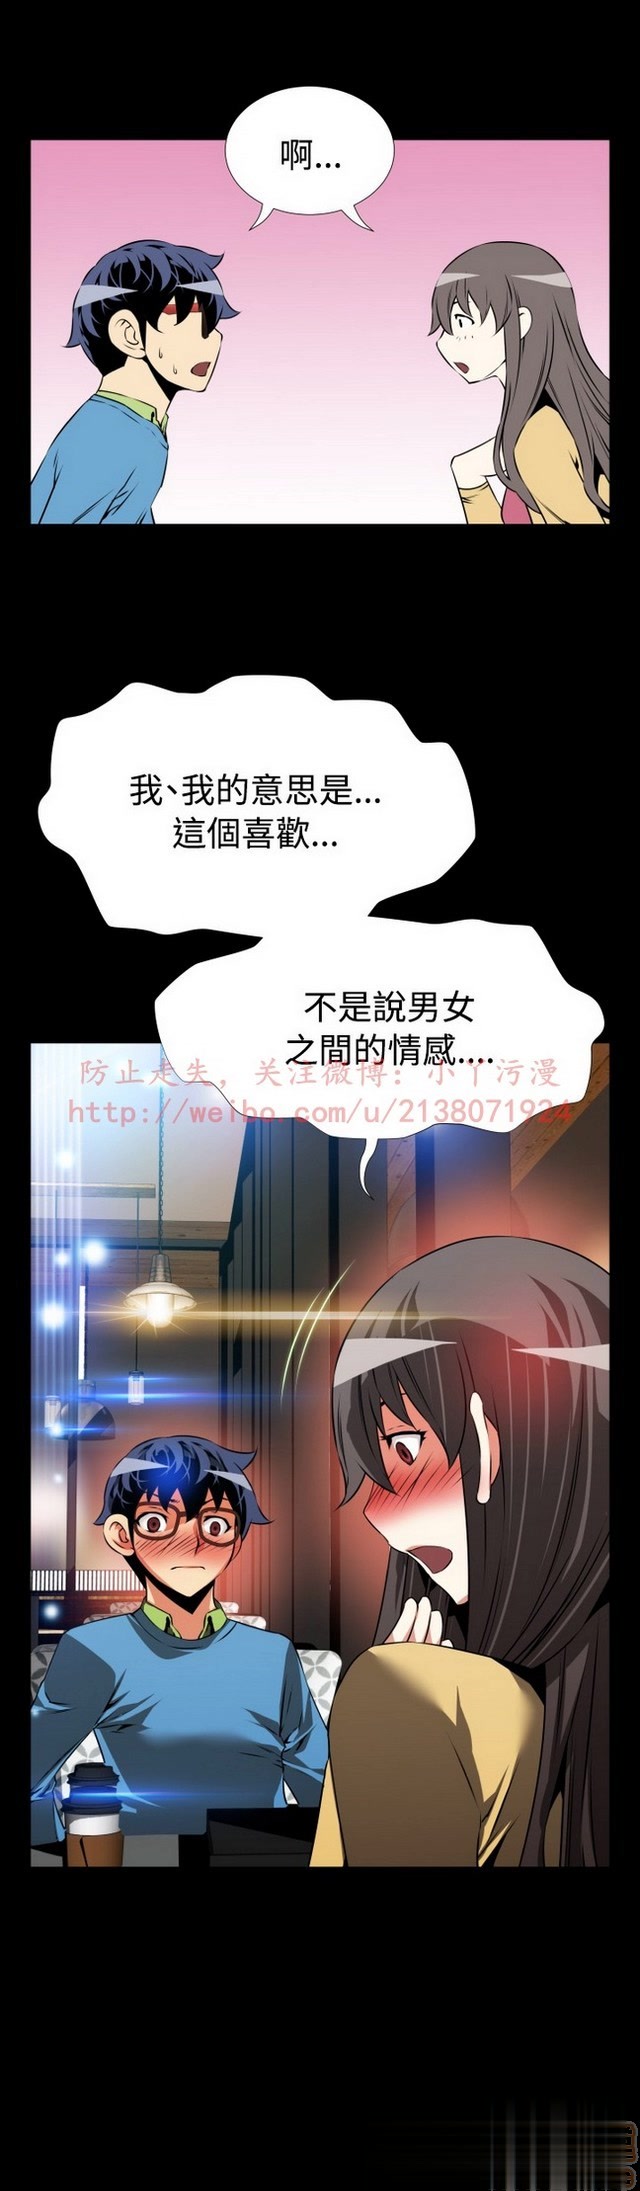 啊...
我、我的意思是...
這個喜歡...
不是說男女
之間的情感....
防止走失，关注微博：小丫污漫
http://weibo.com/u/2138071924